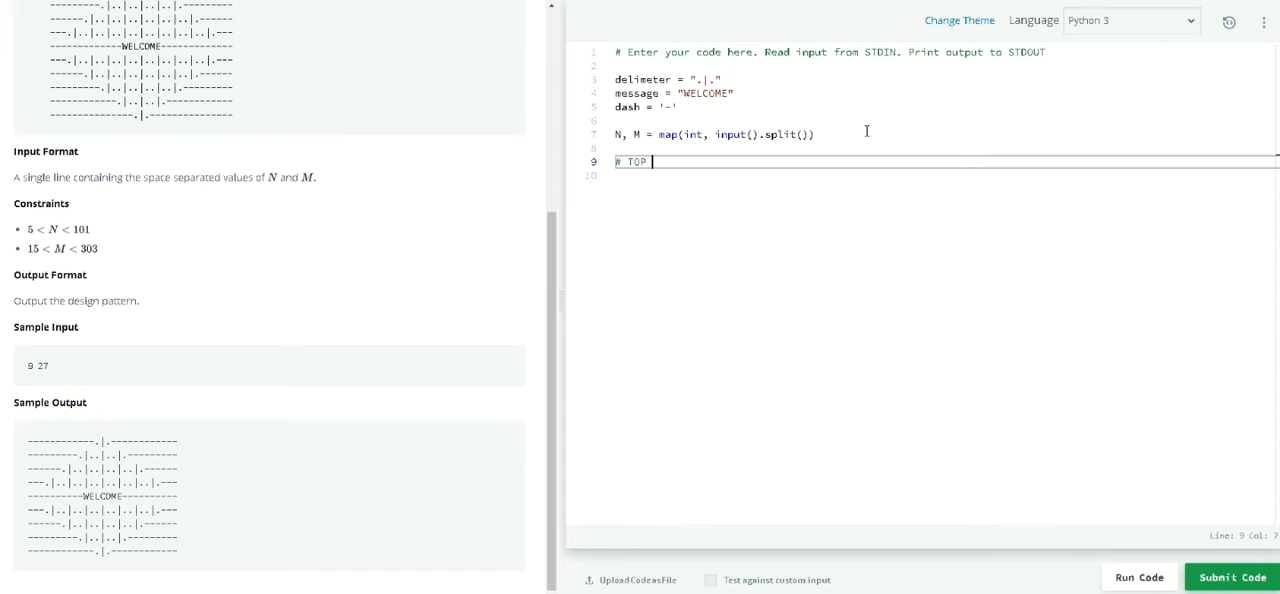 ---------.|..|..|..|.---------
------.|..|..|..|..|.------
---.|..|..|..|..|..|..|.---
-------------WELCOME-------------
---.|..|..|..|..|..|..|.---
------.|..|..|..|..|.------
---------.|..|..|.---------
------------.|..|.-------------
---------------.|.---------------
Input Format
A single line containing the space separated values of N and M.
Constraints
• 5 < N < 101
• 15 < M < 303
Output Format
Output the design pattern.
Sample Input
9 27
Sample Output
------------.|.------------
---------.|..|..|.---------
------.|..|..|..|..|.------
---.|..|..|..|..|..|..|.---
----------WELCOME----------
---.|..|..|..|..|..|..|.---
------.|..|..|..|..|.------
---------.|..|..|.---------
------------.|.------------
Change Theme Language Python 3
1 # Enter your code here. Read input from STDIN. Print output to STDOUT
2
3 delimeter = ".|."
4 message = "WELCOME"
5 dash = '-'
6
7 N, M = map(int, input().split())
8
9 # TOP
10
Line: 9 Col: 7
Upload Code as File Test against custom input Run Code Submit Code